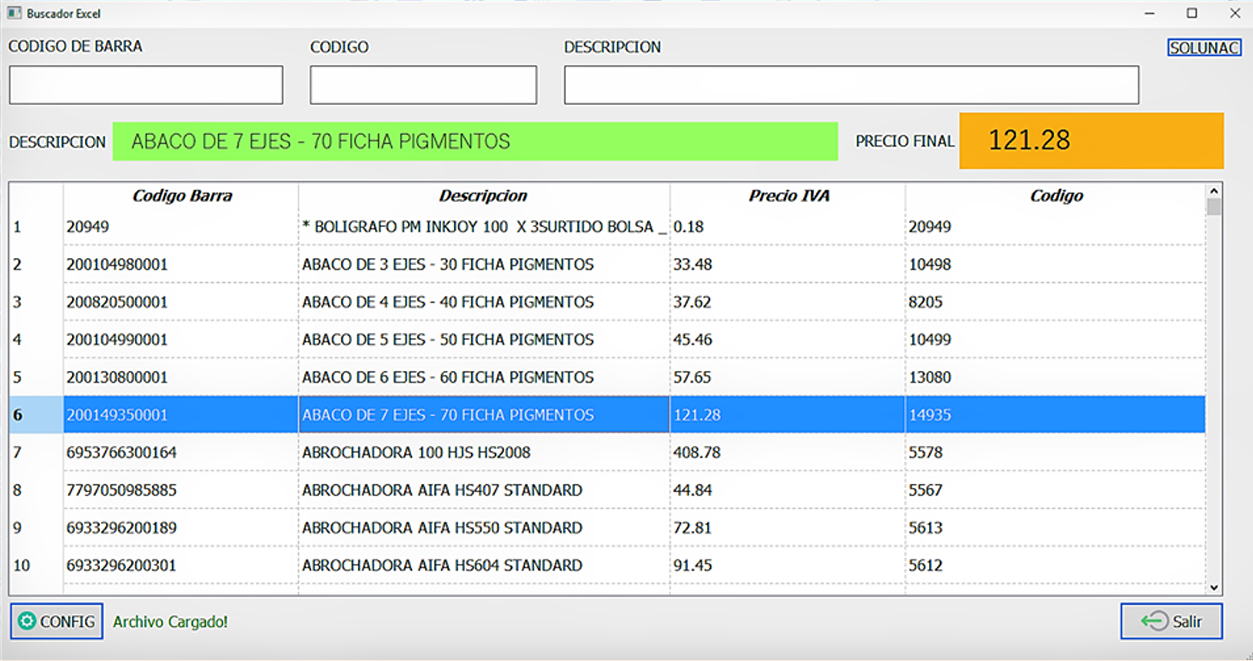 Buscador Excel
CODIGO DE BARRA CODIGO DESCRIPCION SOLUNAC
DESCRIPCION ABACO DE 7 EJES - 70 FICHA PIGMENTOS PRECIO FINAL 121.28
Codigo Barra Descripcion Precio IVA Codigo
1 20949 * BOLIGRAFO PM INKJOY 100 X 3SURTIDO BOLSA _ 0.18 20949
2 200104980001 ABACO DE 3 EJES - 30 FICHA PIGMENTOS 33.48 10498
3 200820500001 ABACO DE 4 EJES - 40 FICHA PIGMENTOS 37.62 8205
4 200104990001 ABACO DE 5 EJES - 50 FICHA PIGMENTOS 45.46 10499
5 200130800001 ABACO DE 6 EJES - 60 FICHA PIGMENTOS 57.65 13080
6 200149350001 ABACO DE 7 EJES - 70 FICHA PIGMENTOS 121.28 14935
7 6953766300164 ABROCHADORA 100 HJS HS2008 408.78 5578
8 7797050985885 ABROCHADORA AIFA HS407 STANDARD 44.84 5567
9 6933296200189 ABROCHADORA AIFA HS550 STANDARD 72.81 5613
10 6933296200301 ABROCHADORA AIFA HS604 STANDARD 91.45 5612
CONFIG Archivo Cargado! Salir